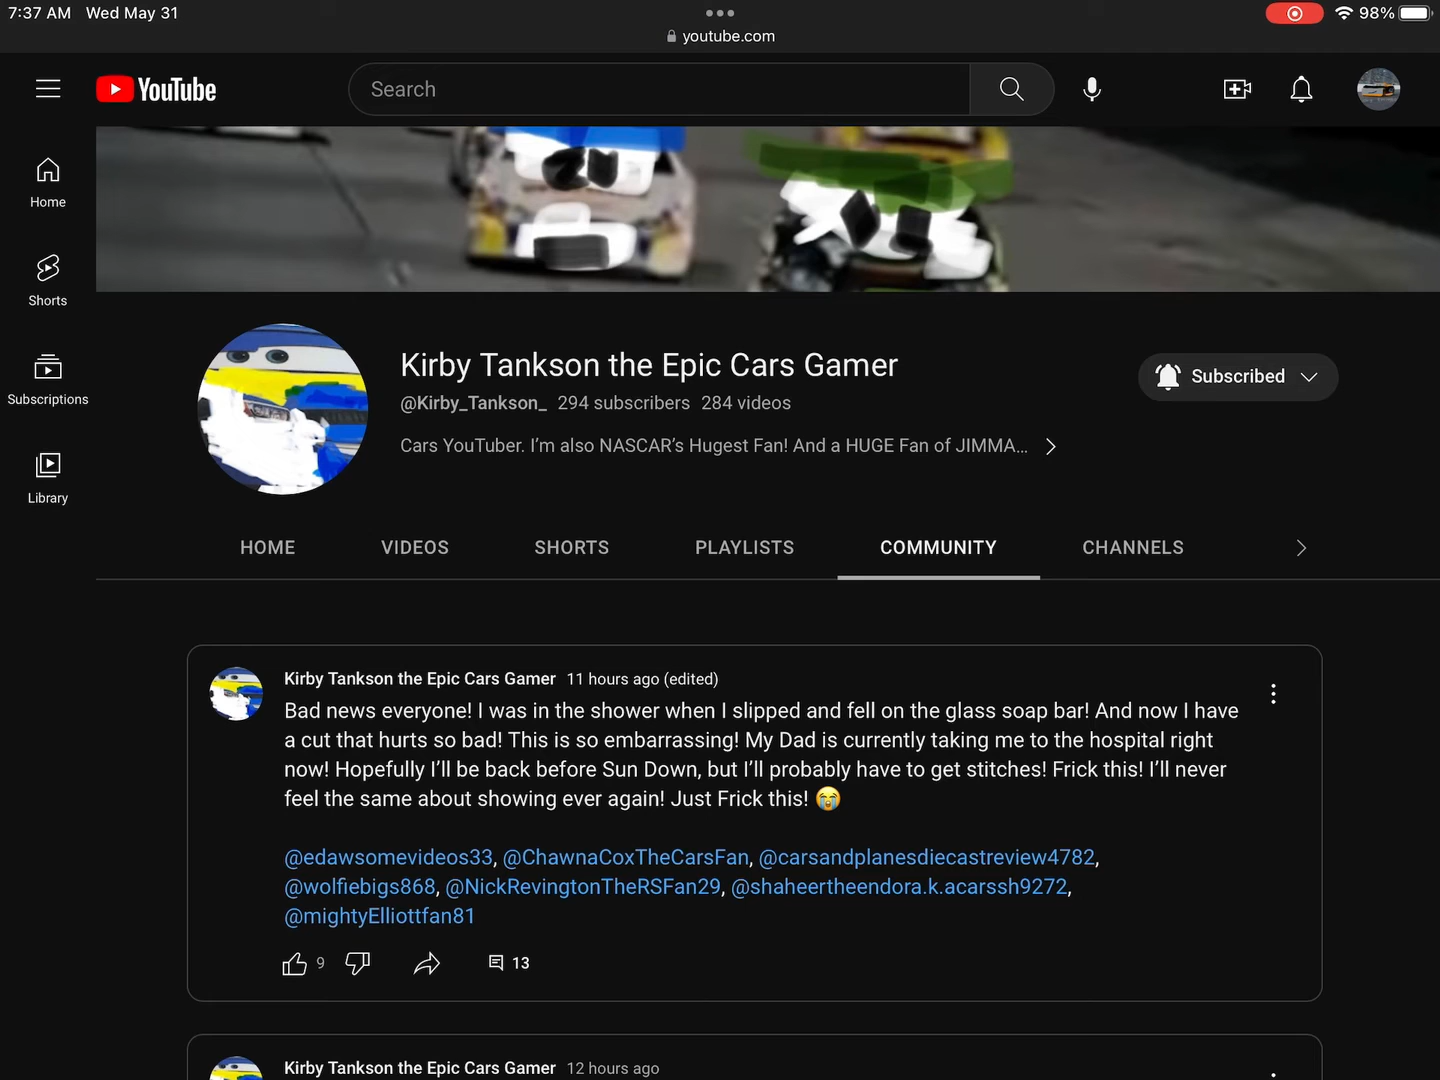 7:37 AM Wed May 31
98%
youtube.com
YouTube
Search
Home
Shorts
Subscriptions
Library
Kirby Tankson the Epic Cars Gamer
@Kirby_Tankson_ 294 subscribers 284 videos
Cars YouTuber. I’m also NASCAR’s Hugest Fan! And a HUGE Fan of JIMMA...
Subscribed
HOME
VIDEOS
SHORTS
PLAYLISTS
COMMUNITY
CHANNELS
Kirby Tankson the Epic Cars Gamer 11 hours ago (edited)
Bad news everyone! I was in the shower when I slipped and fell on the glass soap bar! And now I have
a cut that hurts so bad! This is so embarrassing! My Dad is currently taking me to the hospital right
now! Hopefully I’ll be back before Sun Down, but I’ll probably have to get stitches! Frick this! I’ll never
feel the same about showing ever again! Just Frick this! 😭
@edawsomevideos33, @ChawnaCoxTheCarsFan, @carsandplanesdiecastreview4782,
@wolfiebigs868, @NickRevingtonTheRSFan29, @shaheertheendora.k.acarssh9272,
@mightyElliottfan81
9
13
Kirby Tankson the Epic Cars Gamer 12 hours ago